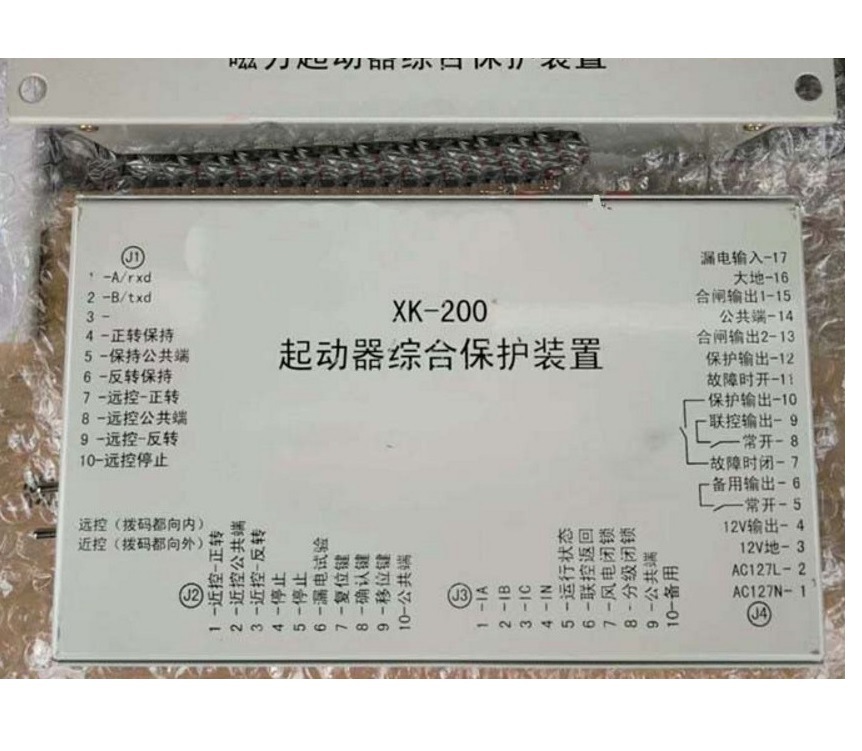 磁力起动器综合保护装置
XK-200
起动器综合保护装置
J1
1 -A/rxd
2 -B/txd
3 -
4 -正转保持
5 -保持公共端
6 -反转保持
7 -远控-正转
8 -远控公共端
9 -远控-反转
10-远控停止
远控（拨码都向内）
近控（拨码都向外）
J2
1 -近控-正转
2 -近控公共端
3 -近控-反转
4 -停止
5 -停止
6 -漏电试验
7 -复位键
8 -确认键
9 -移位键
10-公共端
J3
1 -IA
2 -IB
3 -IC
4 -IN
5 -运行状态
6 -联控返回
7 -风电闭锁
8 -分级闭锁
9 -公共端
10-备用
漏电输入-17
大地-16
合闸输出1-15
公共端-14
合闸输出2-13
保护输出-12
故障时开-11
保护输出-10
联控输出- 9
常开- 8
故障时闭- 7
备用输出- 6
常开- 5
12V输出- 4
12V地- 3
AC127L- 2
AC127N- 1
J4